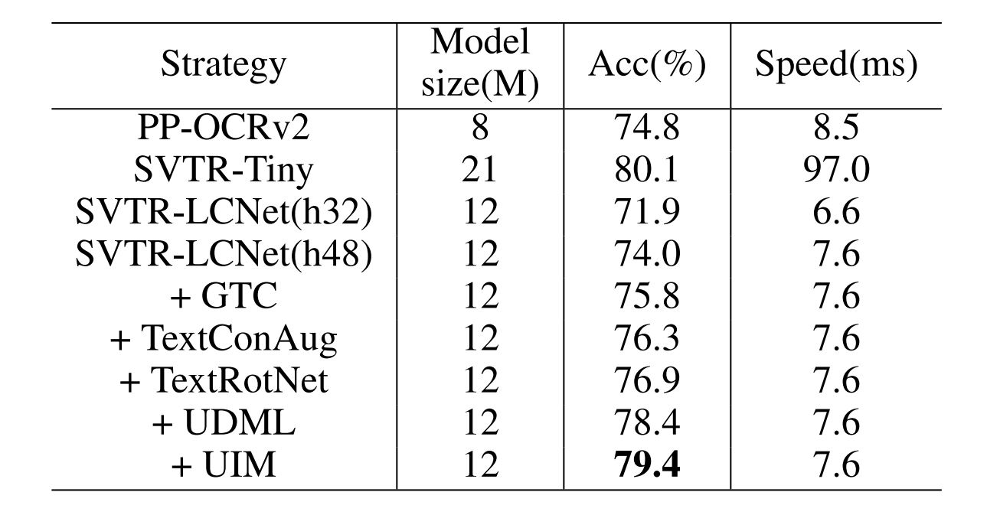 Strategy Model size(M) Acc(%) Speed(ms)
PP-OCRv2 8 74.8 8.5
SVTR-Tiny 21 80.1 97.0
SVTR-LCNet(h32) 12 71.9 6.6
SVTR-LCNet(h48) 12 74.0 7.6
+ GTC 12 75.8 7.6
+ TextConAug 12 76.3 7.6
+ TextRotNet 12 76.9 7.6
+ UDML 12 78.4 7.6
+ UIM 12 79.4 7.6